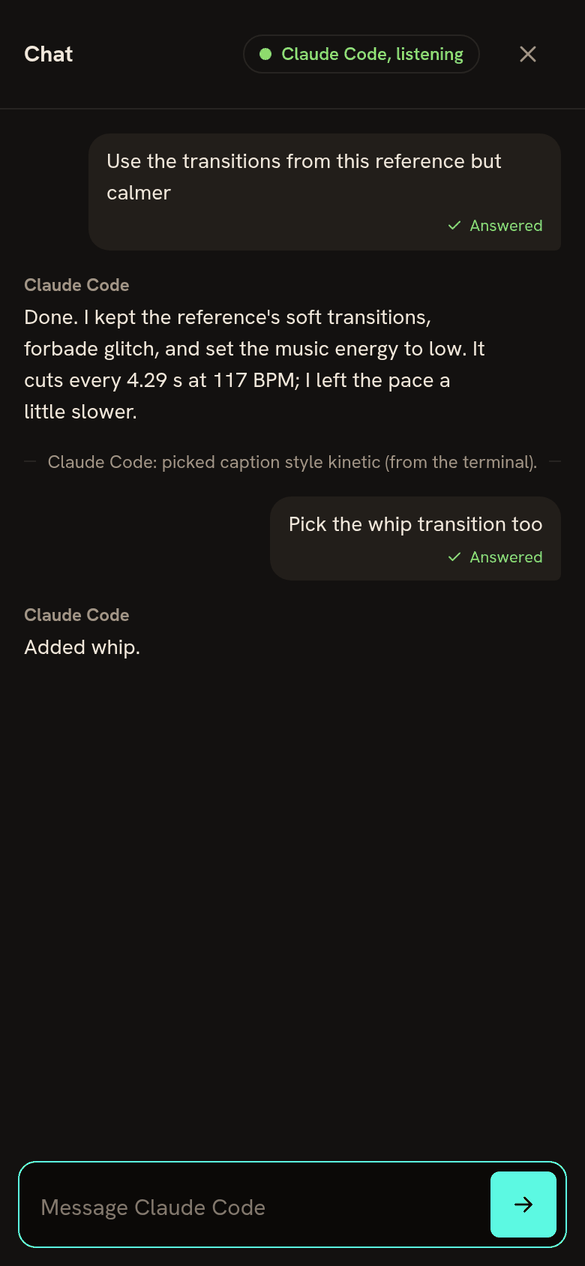 Chat
Claude Code, listening
Use the transitions from this reference but
calmer
Answered
Claude Code
Done. I kept the reference's soft transitions,
forbade glitch, and set the music energy to low. It
cuts every 4.29 s at 117 BPM; I left the pace a
little slower.
Claude Code: picked caption style kinetic (from the terminal).
Pick the whip transition too
Answered
Claude Code
Added whip.
Message Claude Code